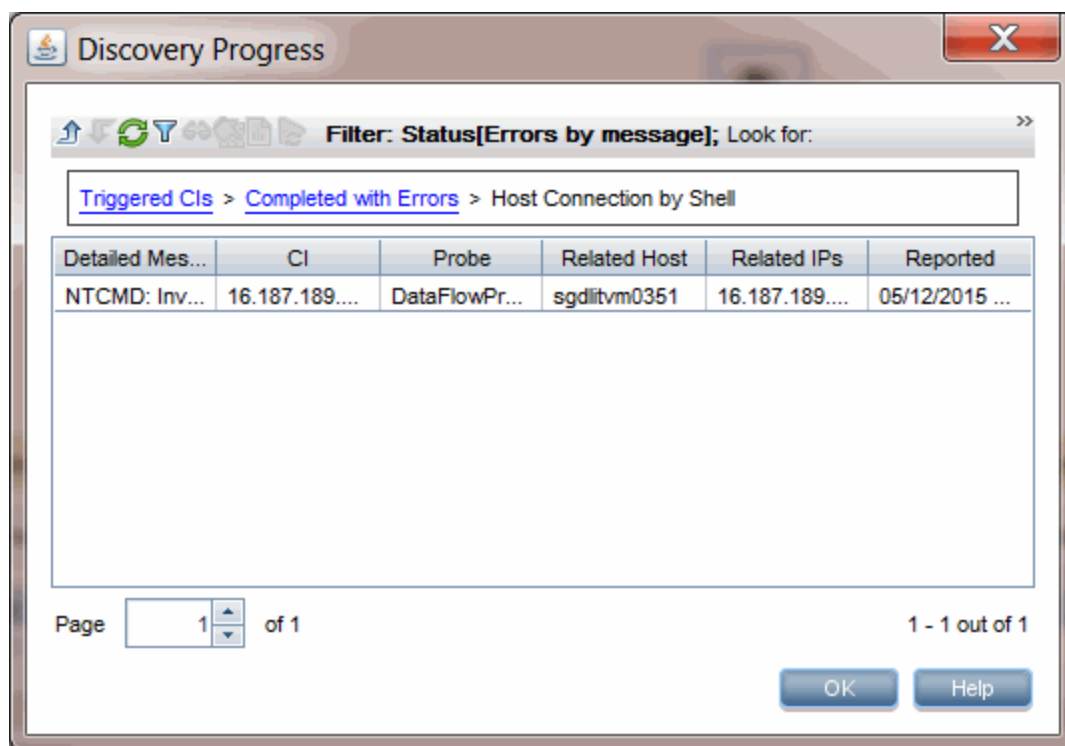 Discovery Progress
Filter: Status[Errors by message]; Look for:
>>
Triggered CIs > Completed with Errors > Host Connection by Shell
Detailed Mes... CI Probe Related Host Related IPs Reported
NTCMD: Inv... 16.187.189.... DataFlowPr... sgdlitvm0351 16.187.189.... 05/12/2015 ...
Page 1 of 1 1 - 1 out of 1
OK Help